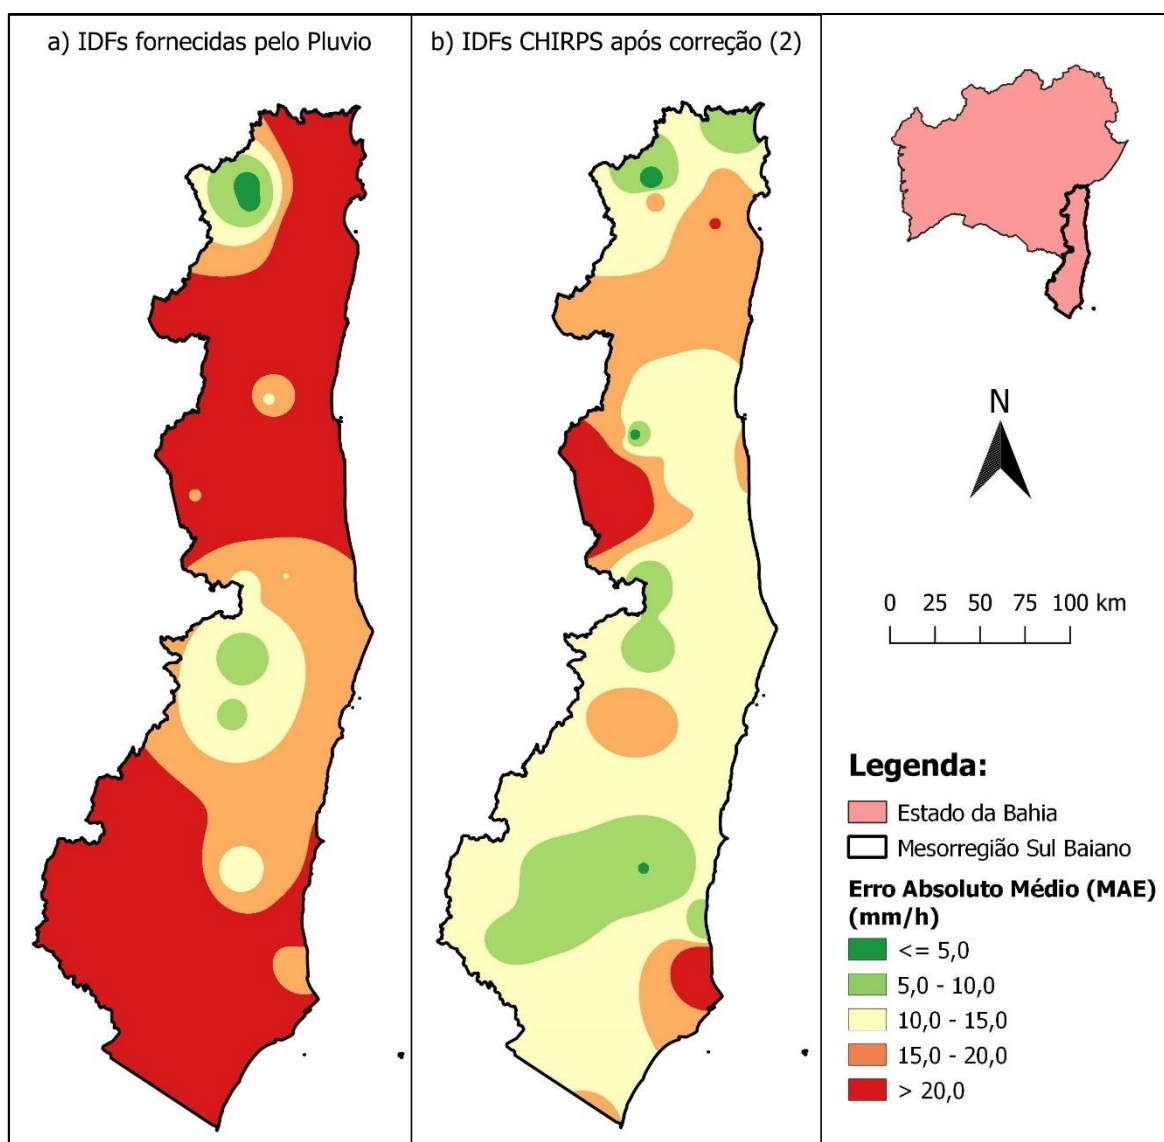 a) IDFs fornecidas pelo Pluvio
b) IDFs CHIRPS após correção (2)
N
0 25 50 75 100 km
Legenda:
Estado da Bahia
Mesorregião Sul Baiano
Erro Absoluto Médio (MAE)
(mm/h)
<= 5,0
5,0 - 10,0
10,0 - 15,0
15,0 - 20,0
> 20,0